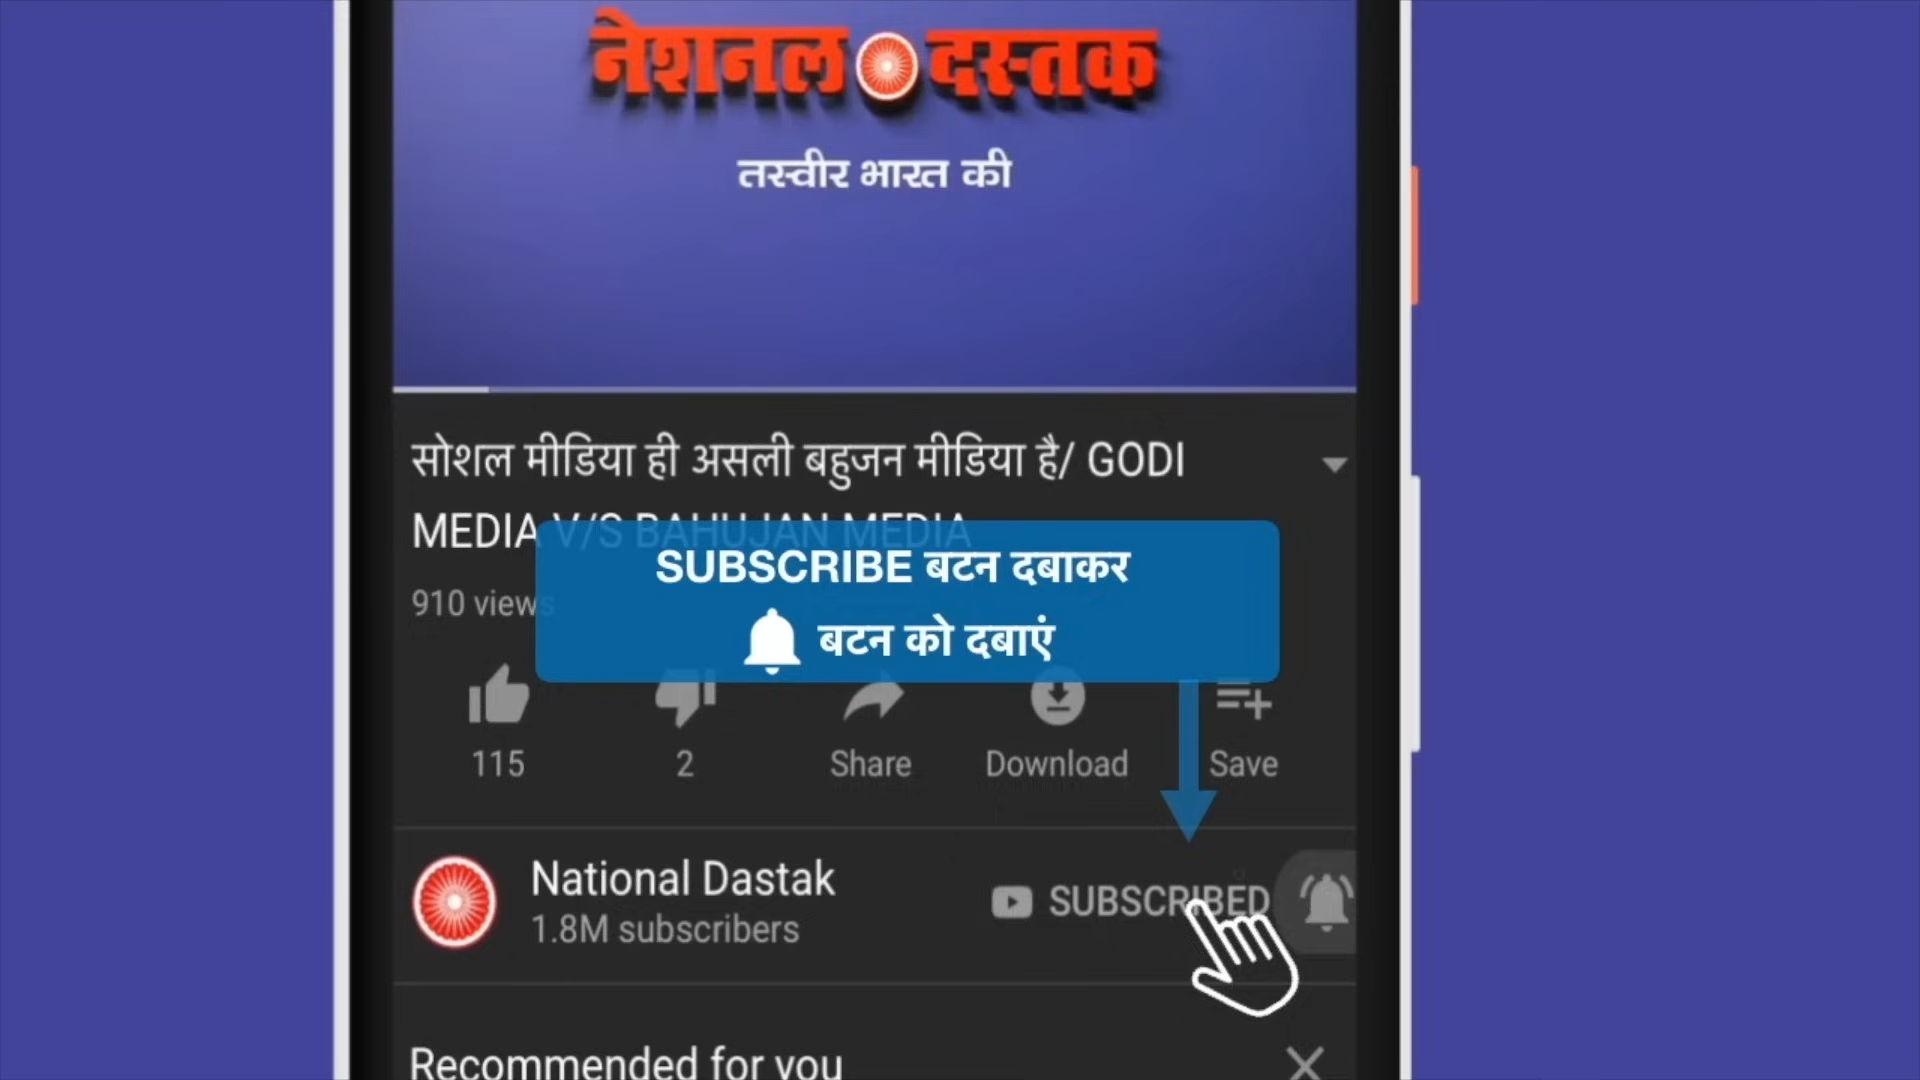 नेशनल दस्तक
तस्वीर भारत की
सोशल मीडिया ही असली बहुजन मीडिया है/ GODI
MEDIA V/S BAHUJAN MEDIA
910 views
SUBSCRIBE बटन दबाकर
बटन को दबाएं
115
2
Share
Download
Save
National Dastak
1.8M subscribers
SUBSCRIBED
Recommended for you